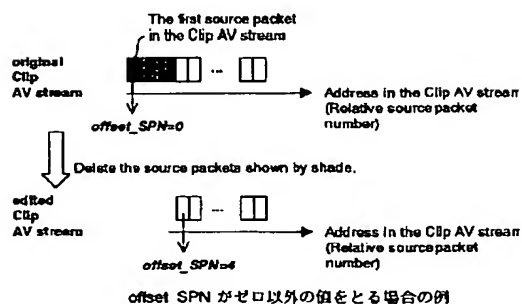 The first source packet
in the Clip AV stream
original
Clip
AV stream
...
Address in the Clip AV stream
(Relative source packet
number)
offset_SPN=0
Delete the source packets shown by shade.
edited
Clip
AV stream
...
Address in the Clip AV stream
(Relative source packet
number)
offset_SPN=4
offset SPN がゼロ以外の値をとる場合の例